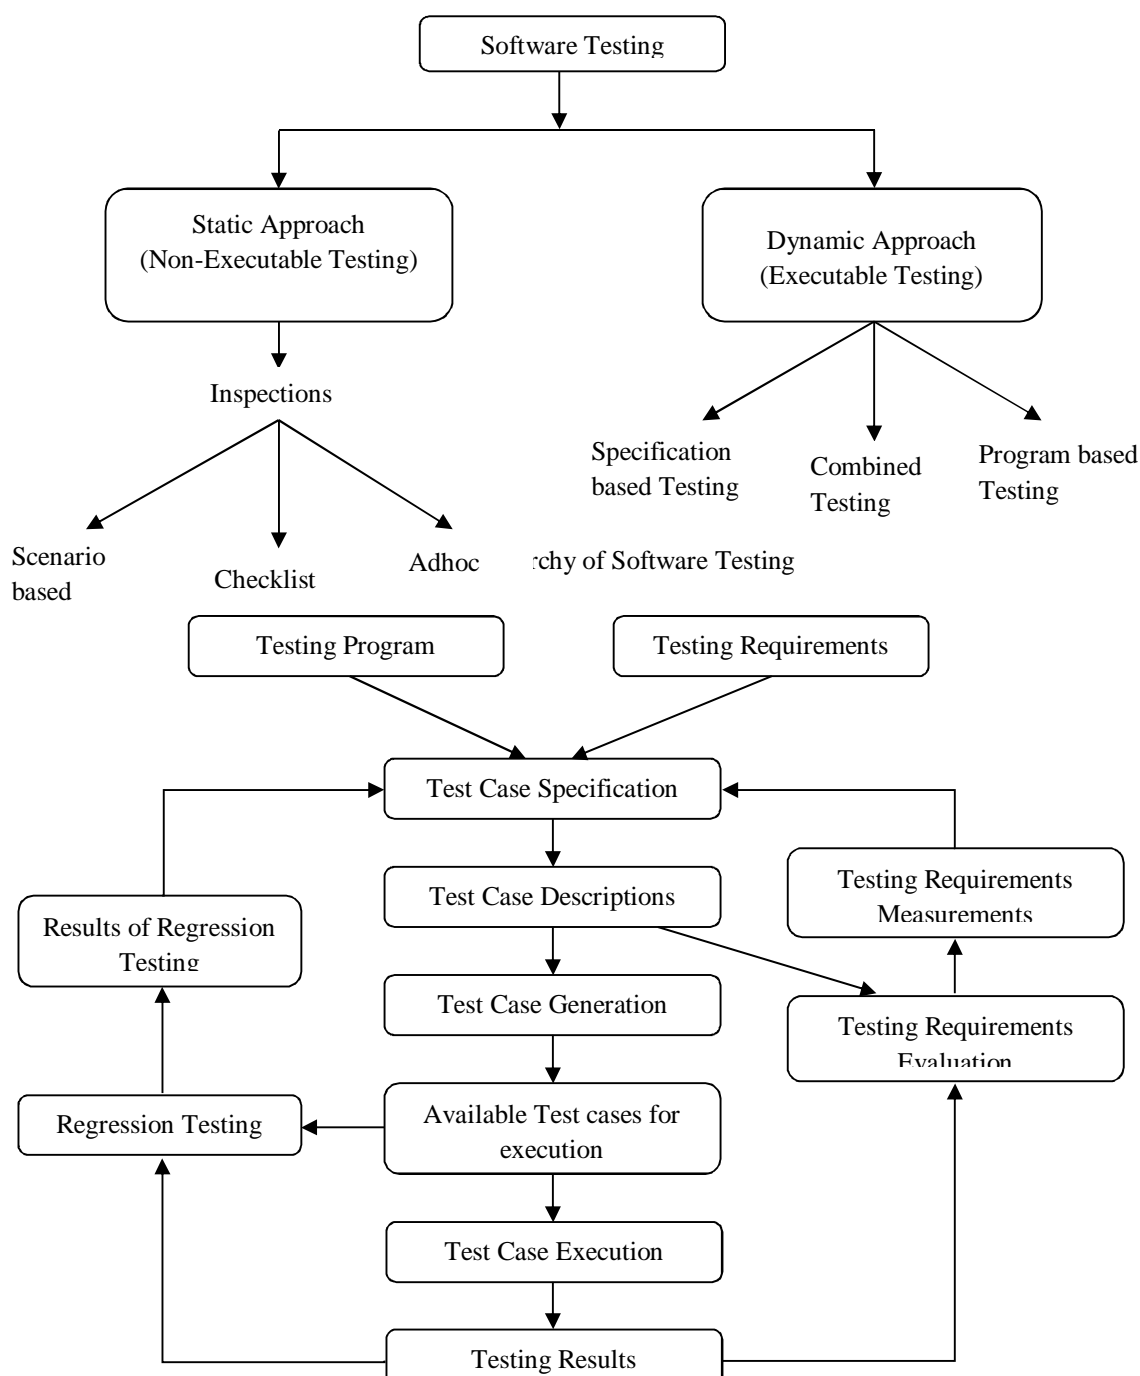 Software Testing
Static Approach
(Non-Executable Testing)
Dynamic Approach
(Executable Testing)
Inspections
Specification
based Testing
Combined
Testing
Program based
Testing
Scenario
based
Checklist
Adhoc
rchy of Software Testing
Testing Program
Testing Requirements
Test Case Specification
Test Case Descriptions
Testing Requirements
Measurements
Results of Regression
Testing
Test Case Generation
Testing Requirements
Evaluation
Regression Testing
Available Test cases for
execution
Test Case Execution
Testing Results